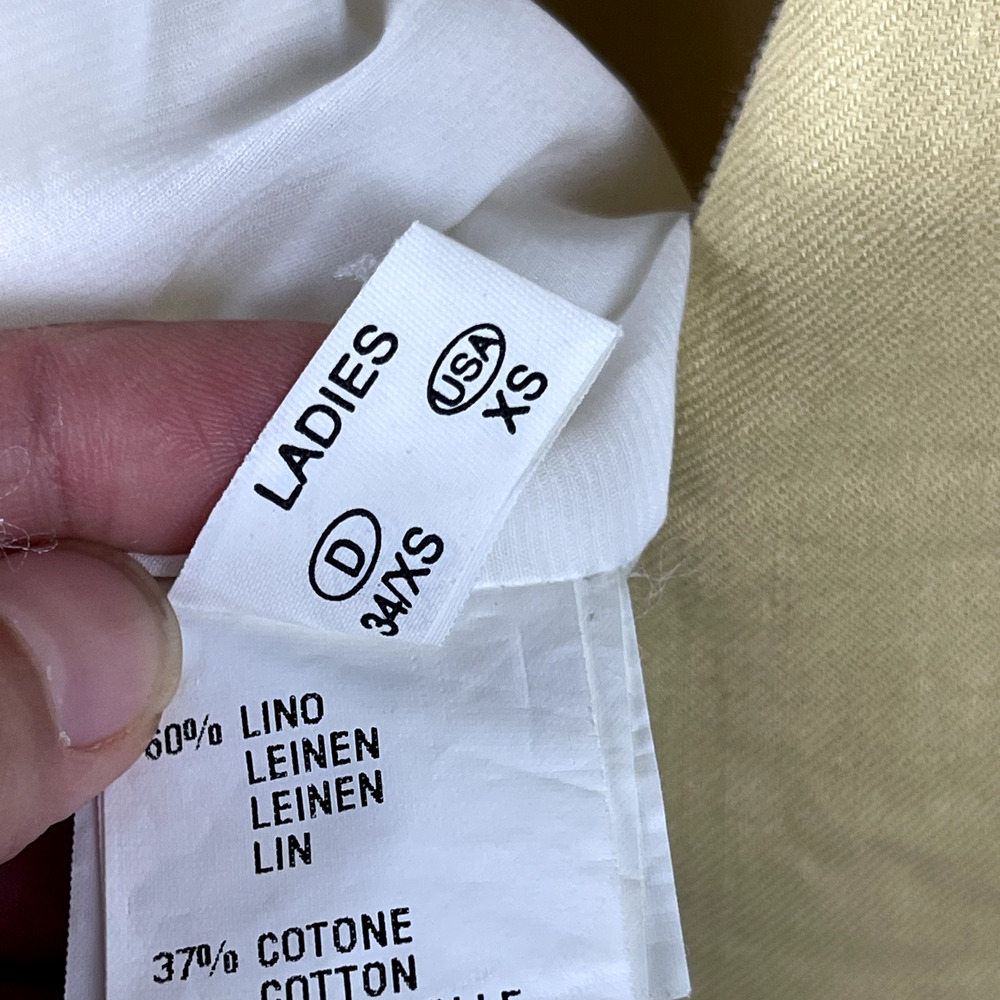 LADIES
USA
XS
D
34/XS
60% LINO
LEINEN
LEINEN
LIN
37% COTONE
COTTON